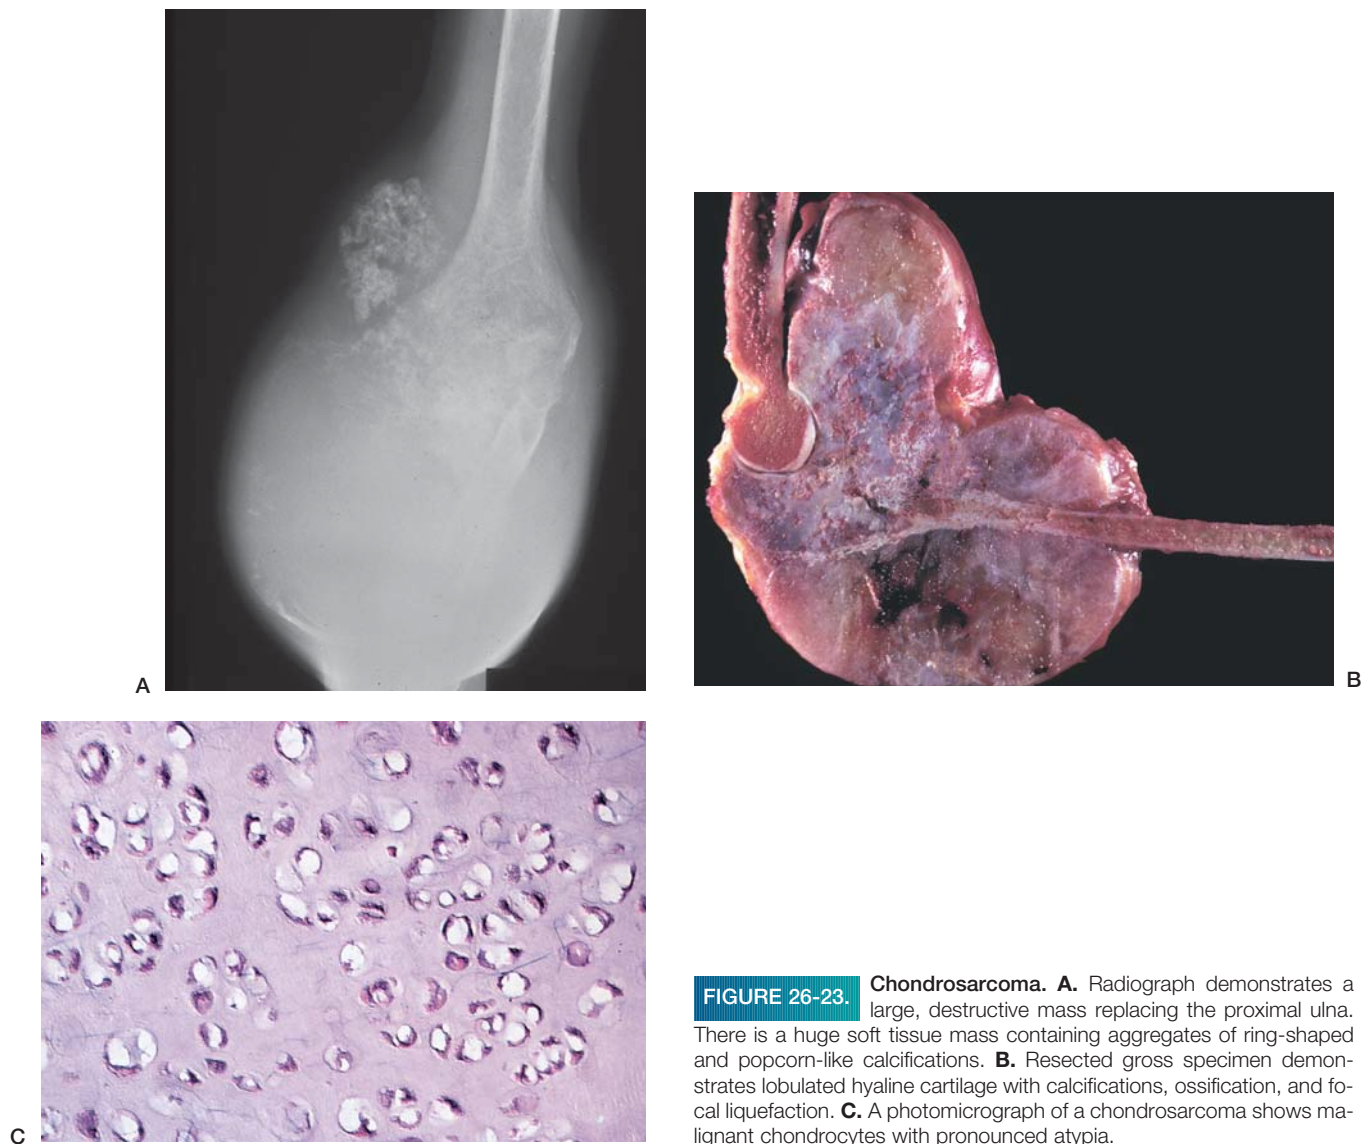 A
B
C
FIGURE 26-23.
Chondrosarcoma. A. Radiograph demonstrates a
large, destructive mass replacing the proximal ulna.
There is a huge soft tissue mass containing aggregates of ring-shaped
and popcorn-like calcifications. B. Resected gross specimen demon-
strates lobulated hyaline cartilage with calcifications, ossification, and fo-
cal liquefaction. C. A photomicrograph of a chondrosarcoma shows ma-
lignant chondrocytes with pronounced atypia.